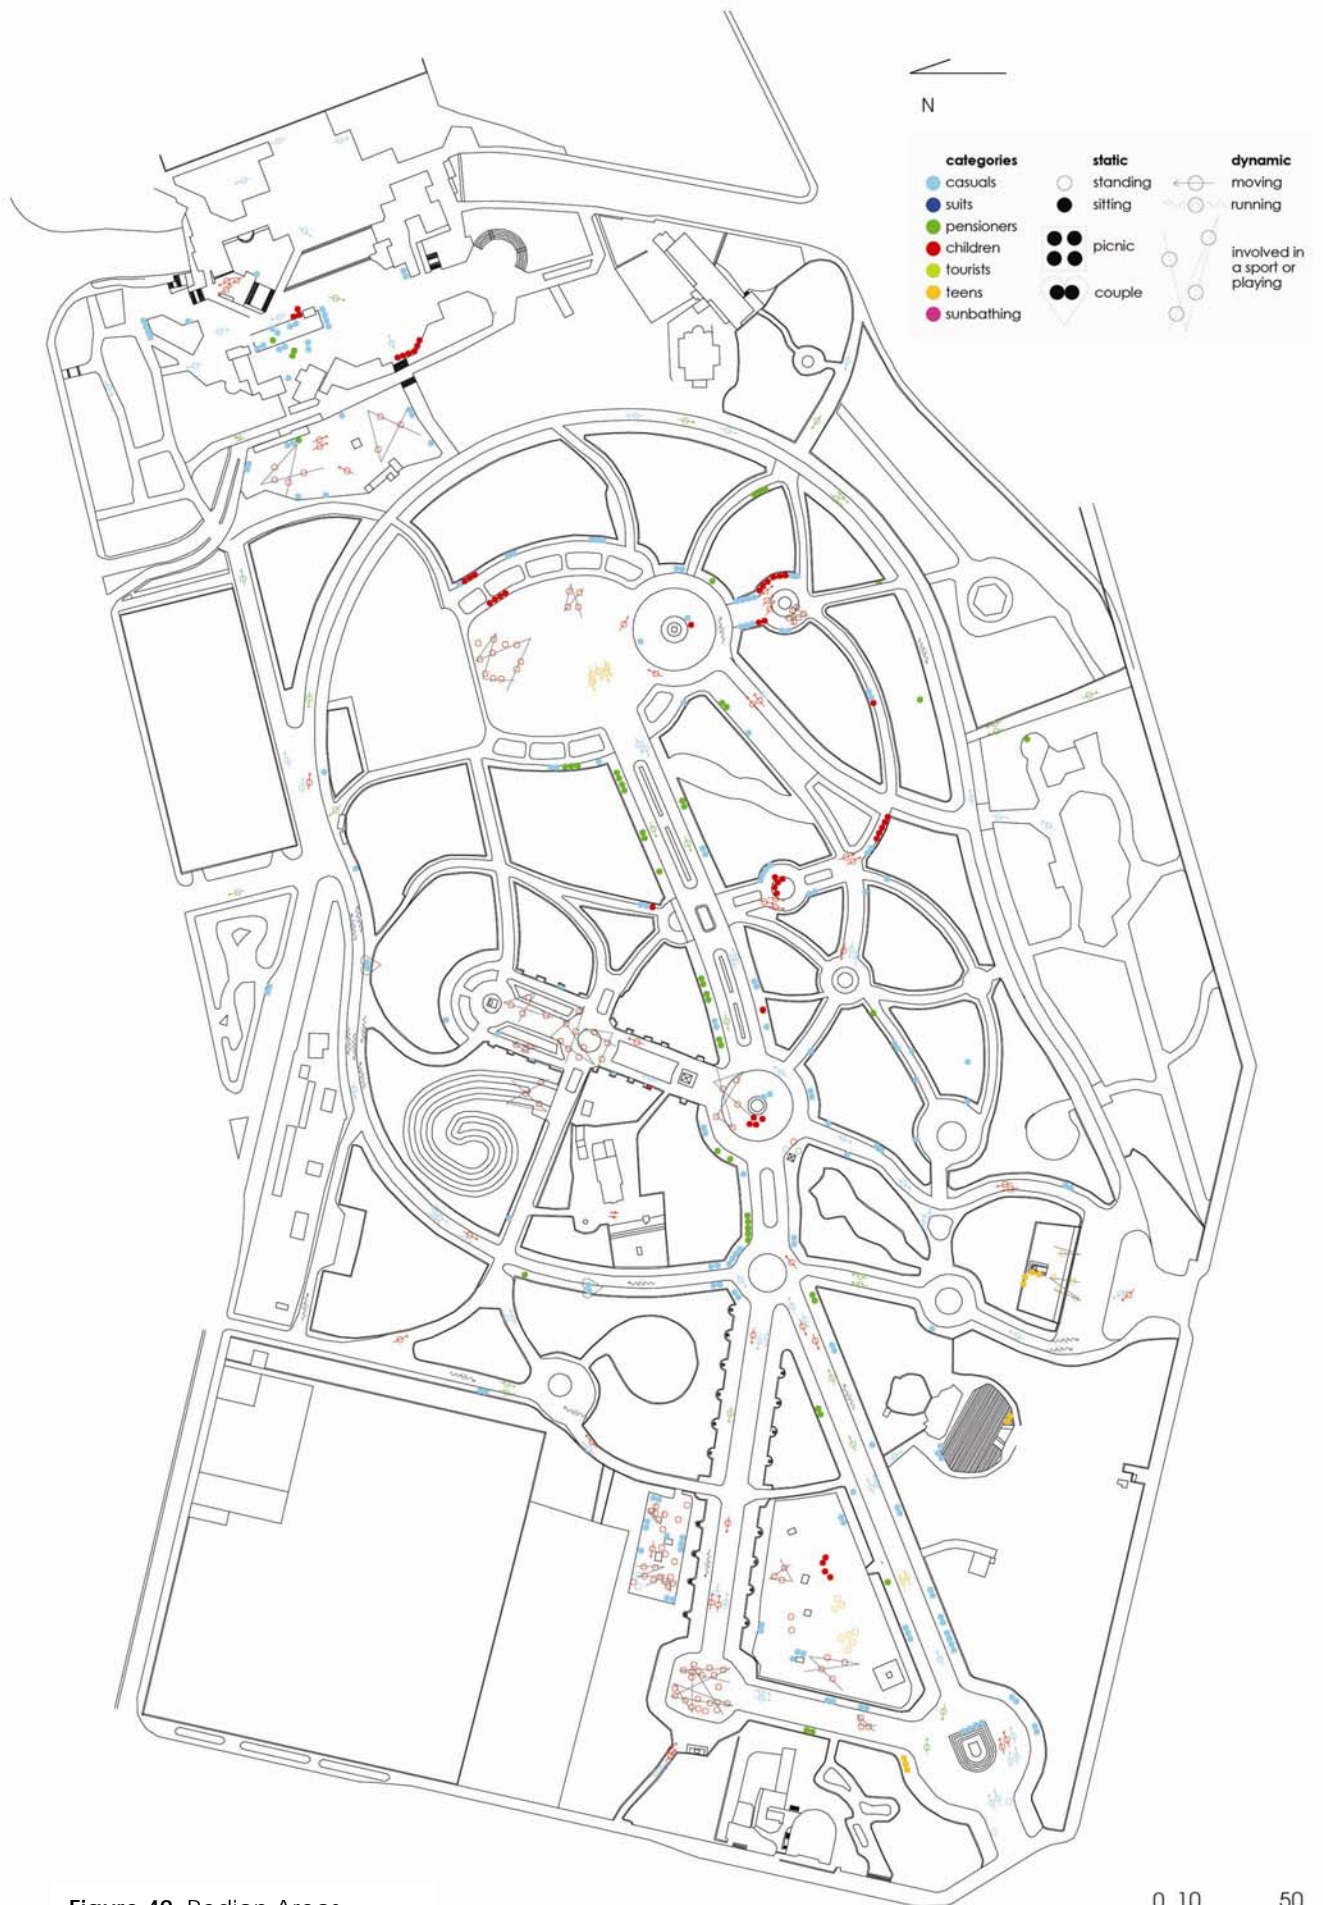 N
categories
casuals
suits
pensioners
children
tourists
teens
sunbathing
static
standing
sitting
picnic
couple
dynamic
moving
running
involved in
a sport or
playing
0 10 50